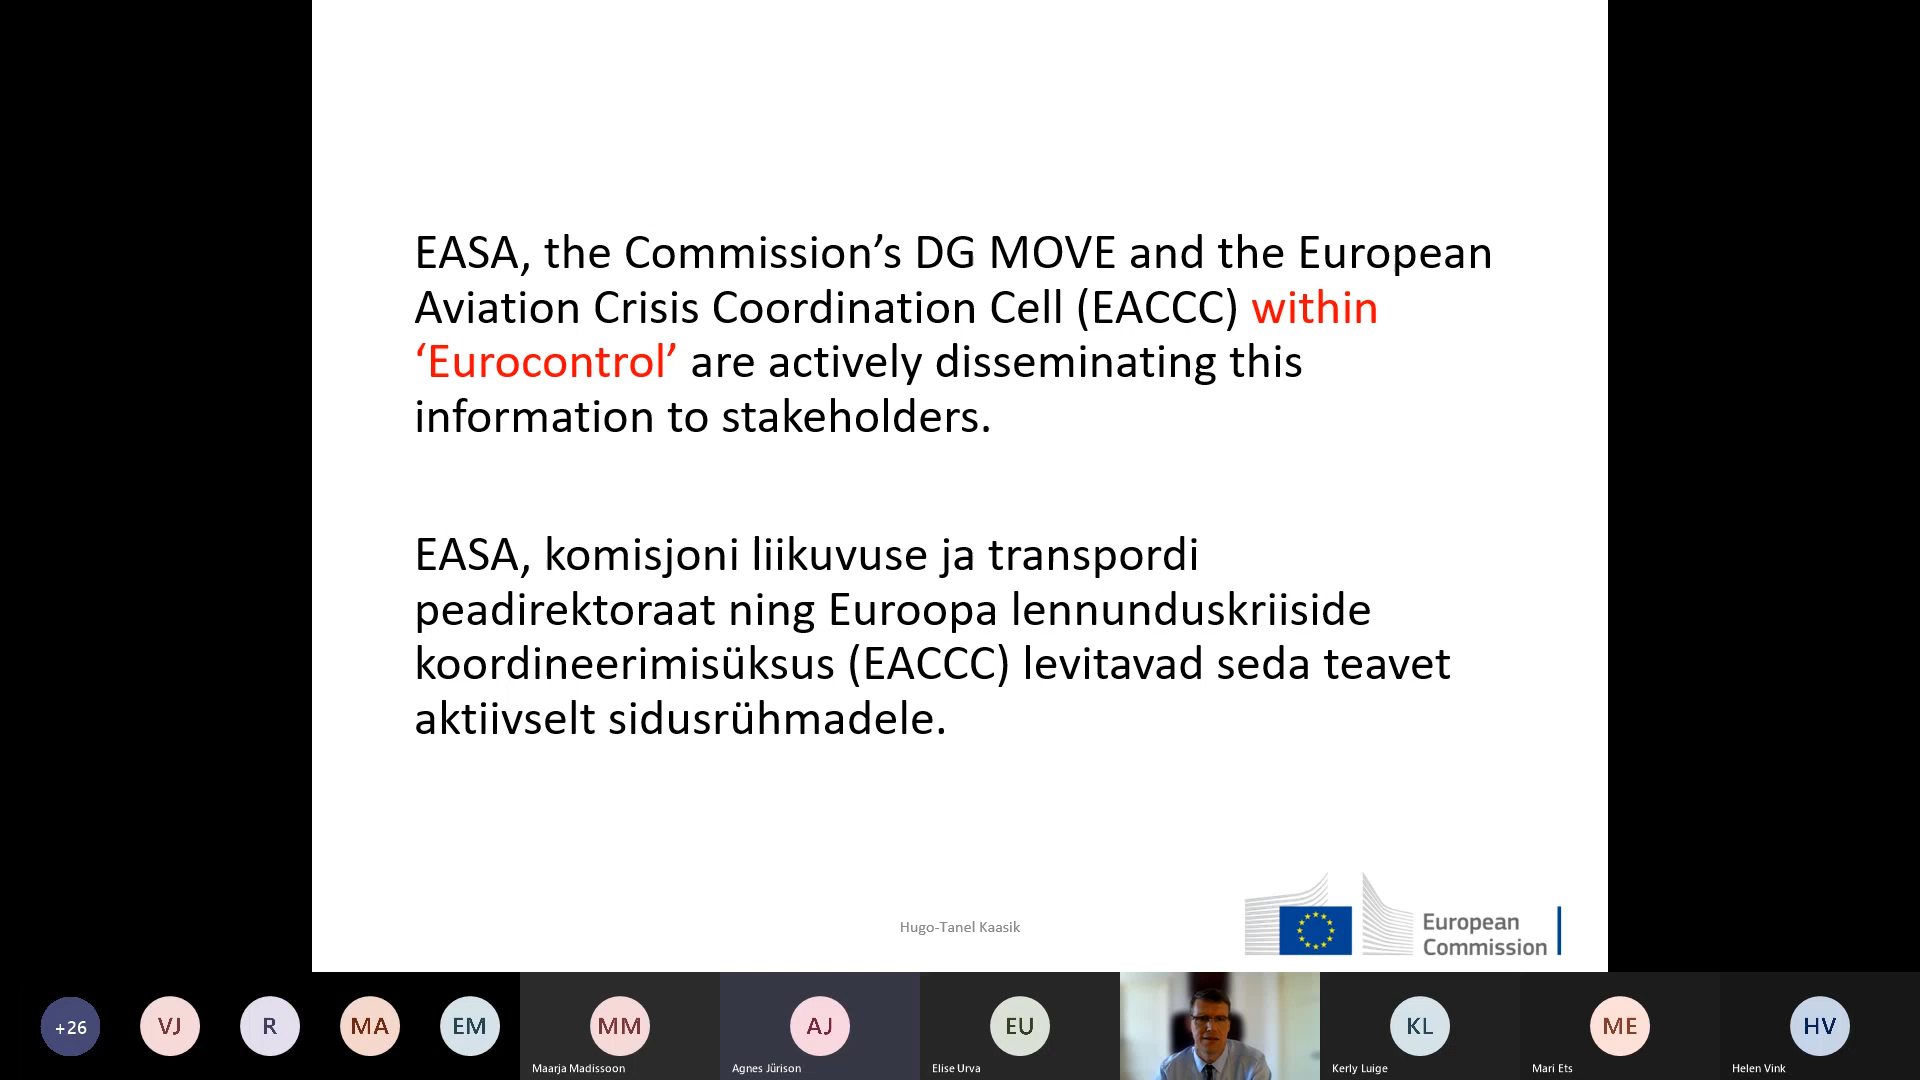 EASA, the Commission’s DG MOVE and the European
Aviation Crisis Coordination Cell (EACCC) within
‘Eurocontrol’ are actively disseminating this
information to stakeholders.
EASA, komisjoni liikuvuse ja transpordi
peadirektoraat ning Euroopa lennunduskriiside
koordineerimisüksus (EACCC) levitavad seda teavet
aktiivselt sidusrühmadele.
Hugo-Tanel Kaasik
European
Commission
+26
VJ
R
MA
EM
MM
Maarja Madissoon
AJ
Agnes Jürison
EU
Elise Urva
KL
Kerly Luige
ME
Mari Ets
HV
Helen Vink